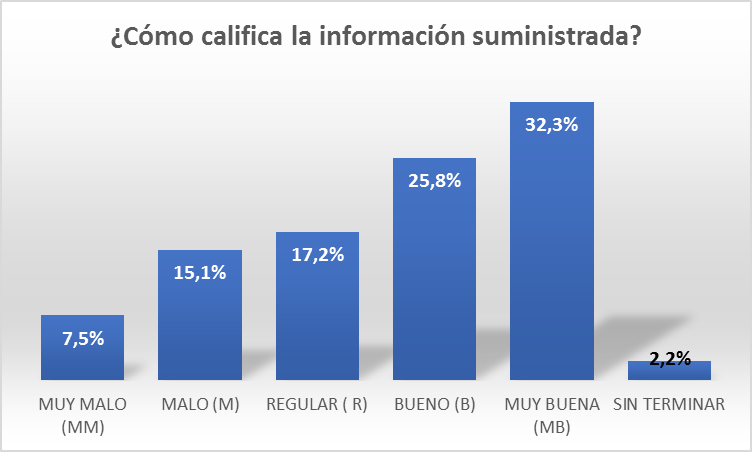 ¿Cómo califica la información suministrada?
7,5%
15,1%
17,2%
25,8%
32,3%
2,2%
MUY MALO
(MM)
MALO (M)
REGULAR ( R)
BUENO (B)
MUY BUENA
(MB)
SIN TERMINAR